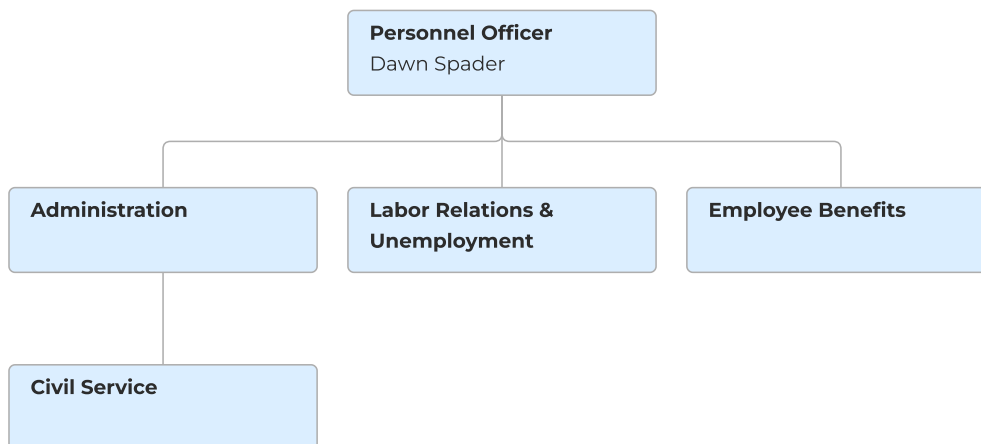 Personnel Officer
Dawn Spader
Administration
Labor Relations &
Unemployment
Employee Benefits
Civil Service